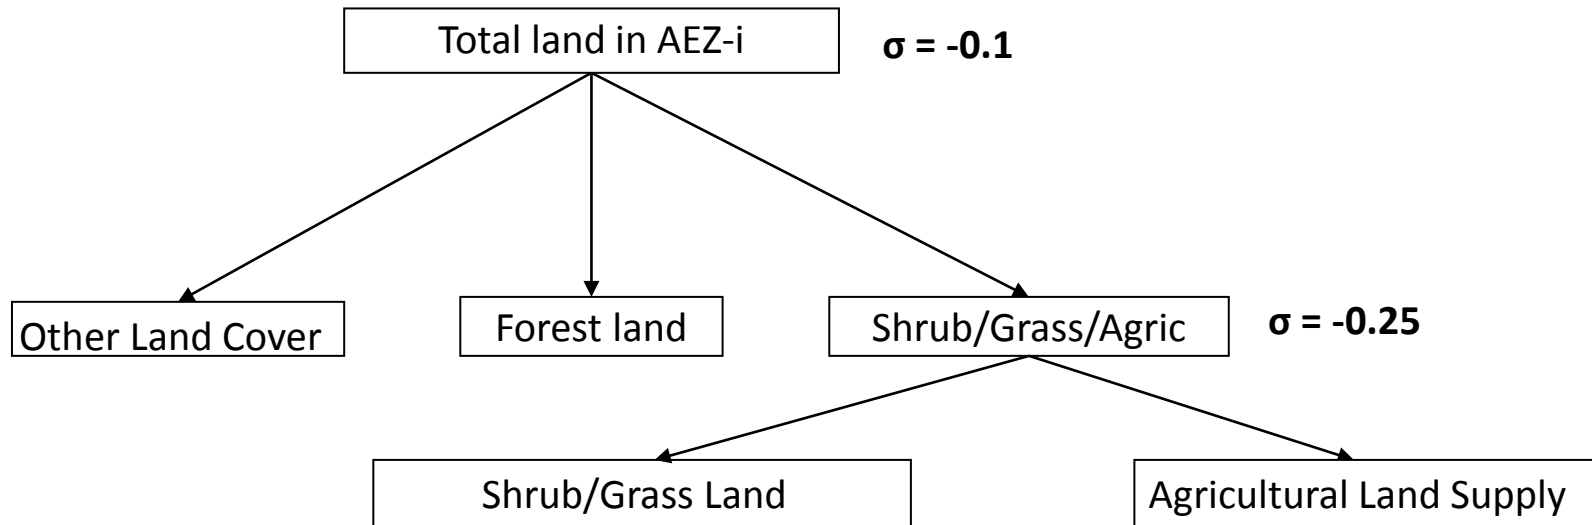 Total land in AEZ-i
σ = -0.1
Other Land Cover
Forest land
Shrub/Grass/Agric
σ = -0.25
Shrub/Grass Land
Agricultural Land Supply